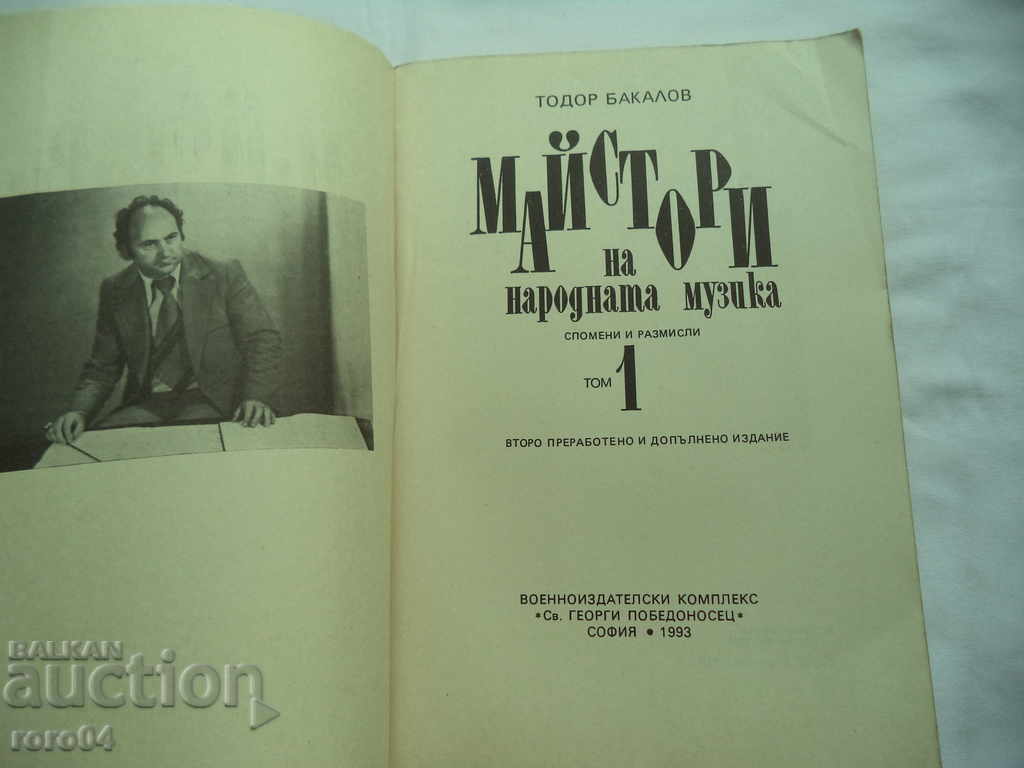 ТОДОР БАКАЛОВ
МАЙСТОРИ
на
народната музика
СПОМЕНИ И РАЗМИСЛИ
ТОМ 1
ВТОРО ПРЕРАБОТЕНО И ДОПЪЛНЕНО ИЗДАНИЕ
ВОЕННОИЗДАТЕЛСКИ КОМПЛЕКС
"Св. ГЕОРГИ ПОБЕДОНОСЕЦ"
СОФИЯ • 1993
BALKAN
auction
roro04